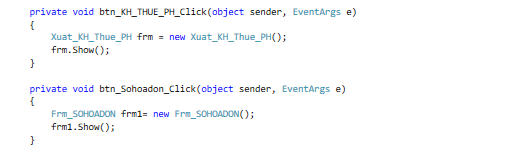 private void btn_KH_THUE_PH_Click(object sender, EventArgs e)
{
Xuat_KH_Thue_PH frm = new Xuat_KH_Thue_PH();
frm.Show();
}
private void btn_Sohoadon_Click(object sender, EventArgs e)
{
Frm_SOHOADON frm1= new Frm_SOHOADON();
frm1.Show();
}